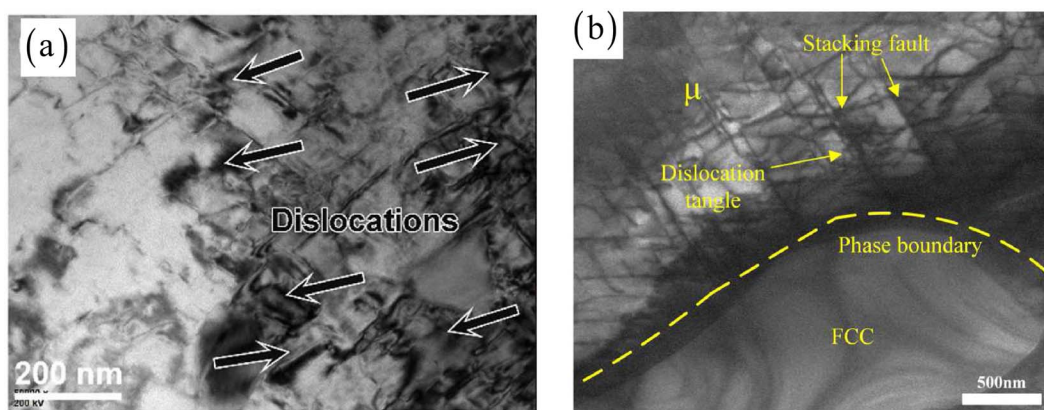 (a)
Dislocations
200 nm
200 kV
(b)
Stacking fault
μ
Dislocation
tangle
Phase boundary
FCC
500nm